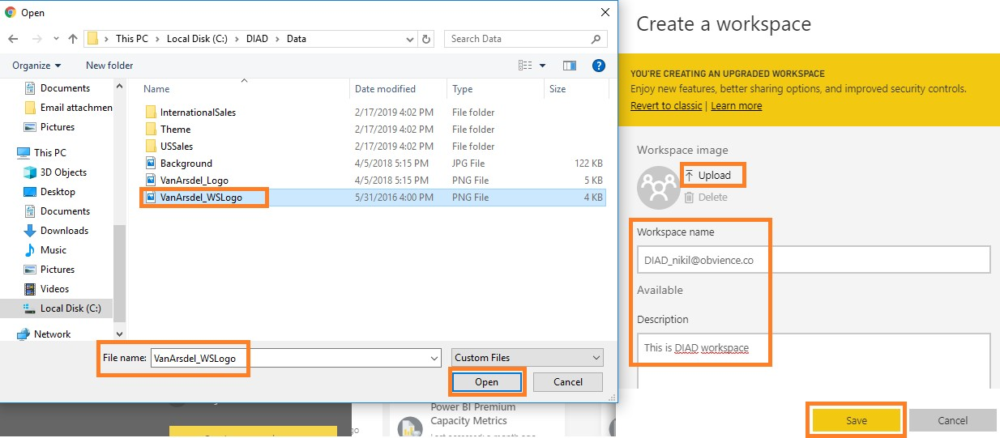 Open
This PC > Local Disk (C:) > DIAD > Data
Search Data
Organize
New folder
Name
Date modified
Type
Size
Documents
Email attachmen
Pictures
This PC
3D Objects
Desktop
Documents
Downloads
Music
Pictures
Videos
Local Disk (C:)
Network
InternationalSales 2/17/2019 4:02 PM File folder
Theme 2/17/2019 4:02 PM File folder
USSales 2/17/2019 4:02 PM File folder
Background 4/5/2018 5:15 PM JPG File 122 KB
VanArsdel_Logo 4/5/2018 5:15 PM PNG File 5 KB
VanArsdel_WSLogo 5/31/2016 4:00 PM PNG File 4 KB
File name: VanArsdel_WSLogo
Custom Files
Open
Cancel
Power BI Premium
Capacity Metrics
Create a workspace
YOU'RE CREATING AN UPGRADED WORKSPACE
Enjoy new features, better sharing options, and improved security controls.
Revert to classic | Learn more
Workspace image
Upload
Delete
Workspace name
DIAD_nikil@obvience.co
Available
Description
This is DIAD workspace
Save
Cancel